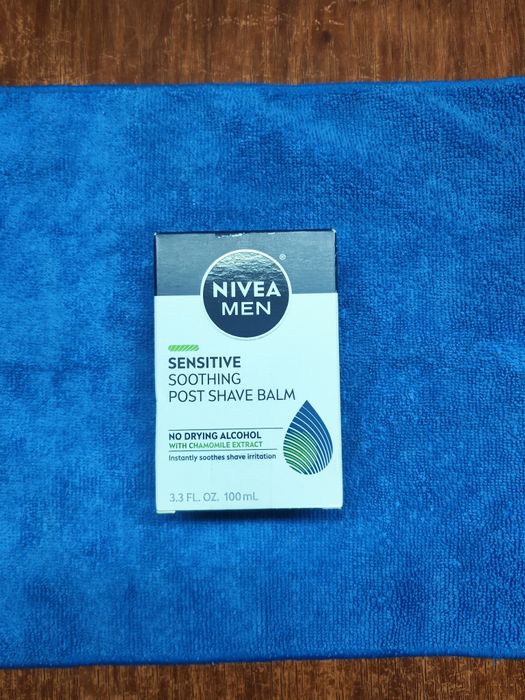 NIVEA
MEN
®
SENSITIVE
SOOTHING
POST SHAVE BALM
NO DRYING ALCOHOL
WITH CHAMOMILE EXTRACT
Instantly soothes shave irritation
3.3 FL. OZ. 100 mL